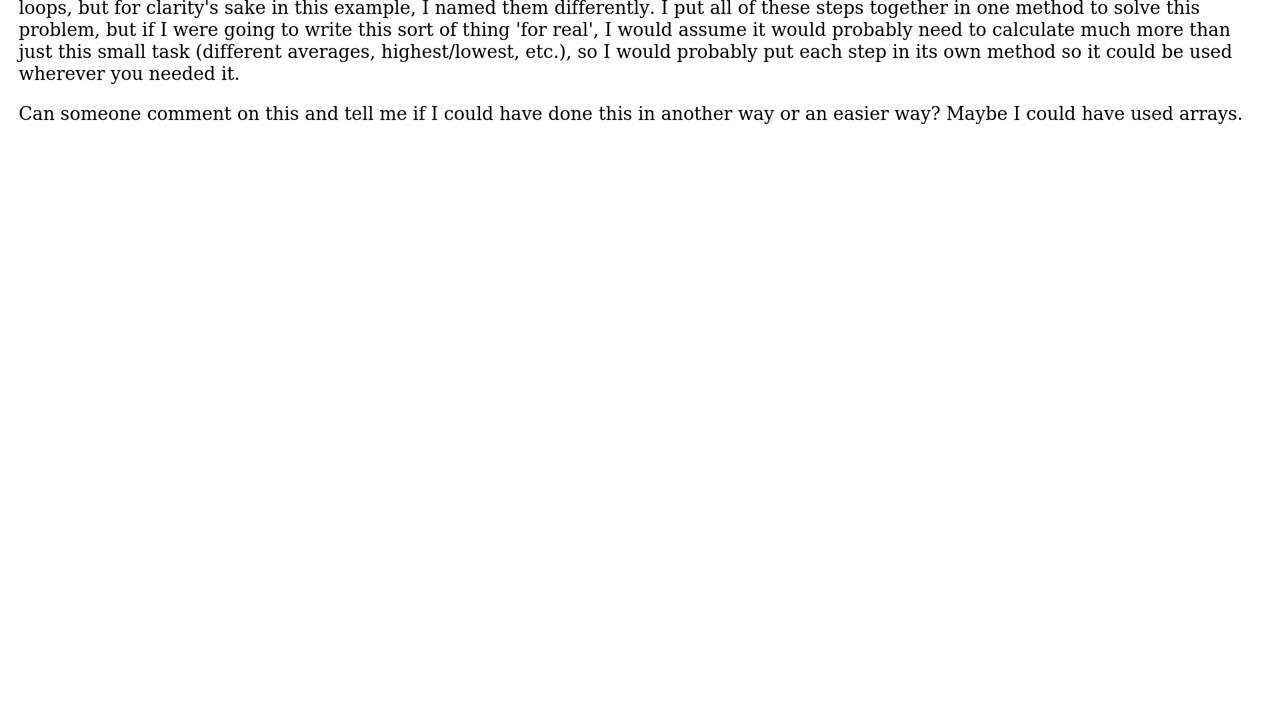 loops, but for clarity's sake in this example, I named them differently. I put all of these steps together in one method to solve this
problem, but if I were going to write this sort of thing 'for real', I would assume it would probably need to calculate much more than
just this small task (different averages, highest/lowest, etc.), so I would probably put each step in its own method so it could be used
wherever you needed it.
Can someone comment on this and tell me if I could have done this in another way or an easier way? Maybe I could have used arrays.